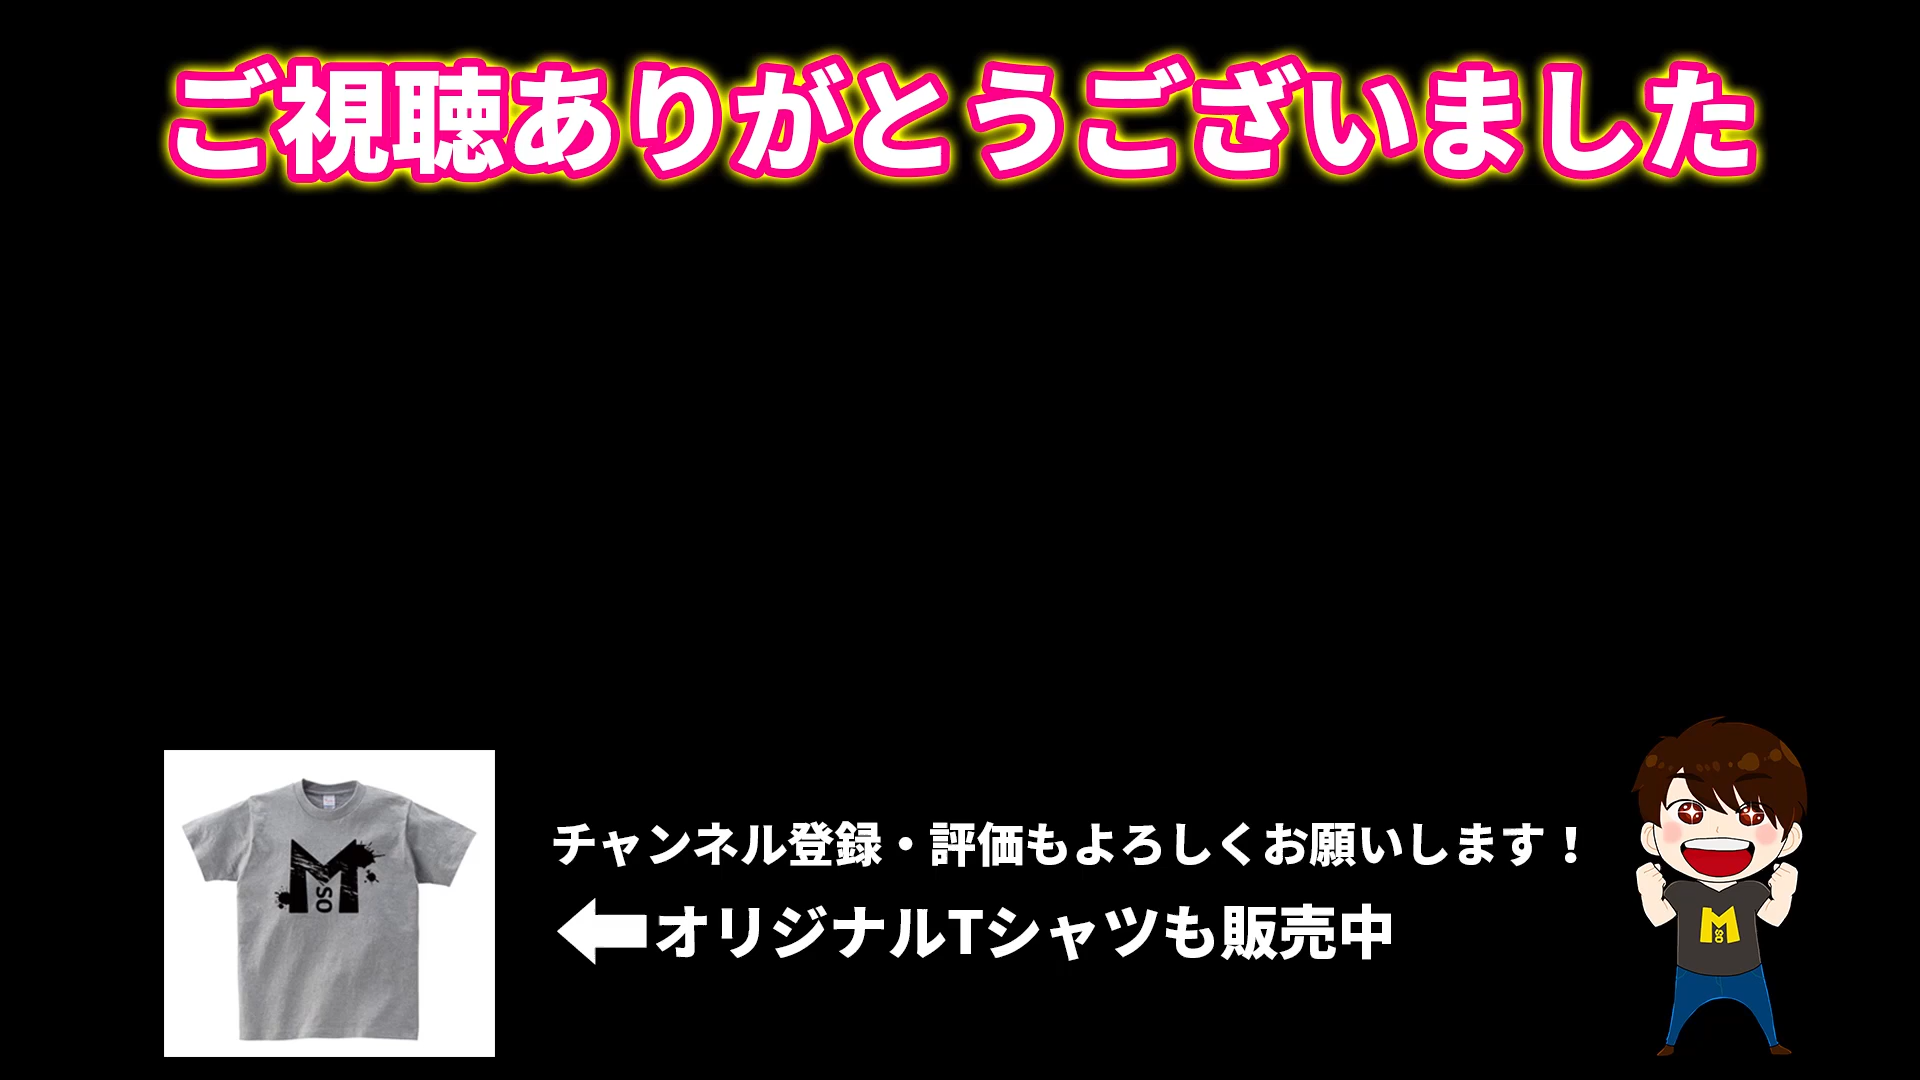 ご視聴ありがとうございました
チャンネル登録・評価もよろしくお願いします！
オリジナルTシャツも販売中
M
SO
M
SO